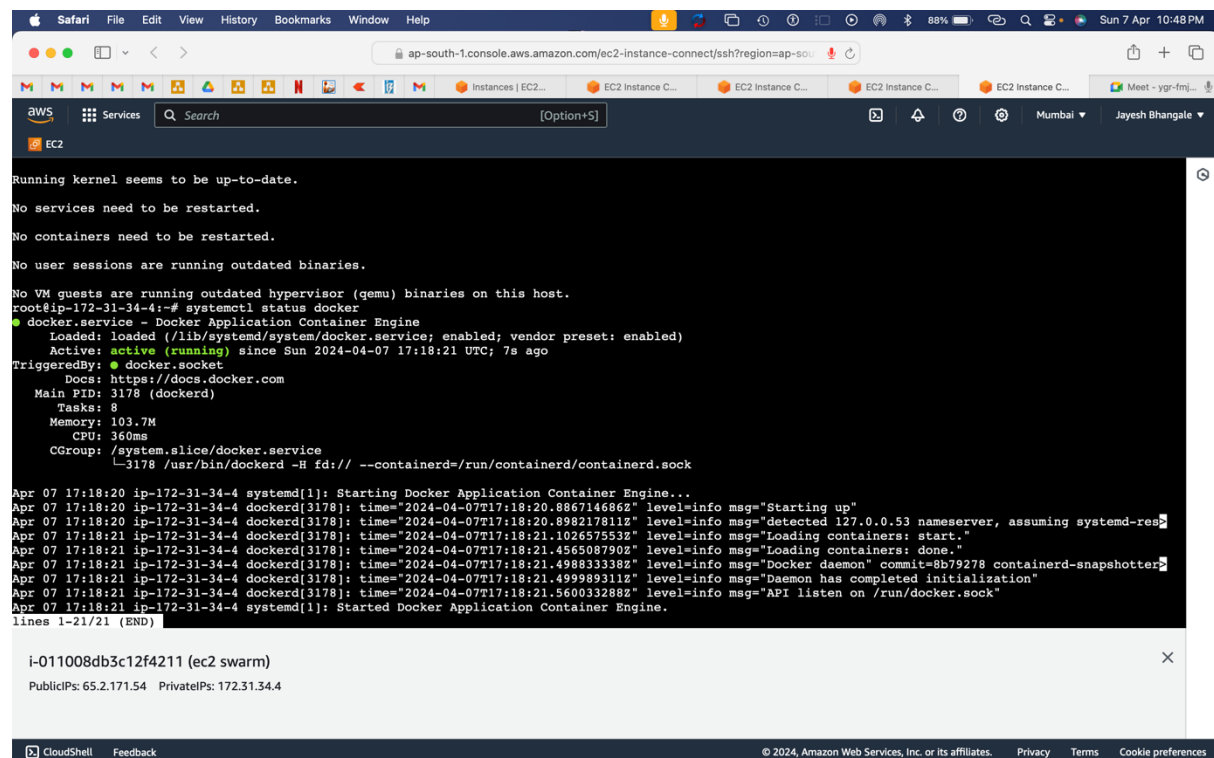 Safari File Edit View History Bookmarks Window Help 88% Sun 7 Apr 10:48 PM
ap-south-1.console.aws.amazon.com/ec2-instance-connect/ssh?region=ap-sou
Instances | EC2... EC2 Instance C... EC2 Instance C... EC2 Instance C... EC2 Instance C... Meet - ygr-fmj...
aws Services Search [Option+S] Mumbai Jayesh Bhangale
EC2
Running kernel seems to be up-to-date.
No services need to be restarted.
No containers need to be restarted.
No user sessions are running outdated binaries.
No VM guests are running outdated hypervisor (qemu) binaries on this host.
root@ip-172-31-34-4:~# systemctl status docker
● docker.service - Docker Application Container Engine
Loaded: loaded (/lib/systemd/system/docker.service; enabled; vendor preset: enabled)
Active: active (running) since Sun 2024-04-07 17:18:21 UTC; 7s ago
TriggeredBy: ● docker.socket
Docs: https://docs.docker.com
Main PID: 3178 (dockerd)
Tasks: 8
Memory: 103.7M
CPU: 360ms
CGroup: /system.slice/docker.service
└─3178 /usr/bin/dockerd -H fd:// --containerd=/run/containerd/containerd.sock
Apr 07 17:18:20 ip-172-31-34-4 systemd[1]: Starting Docker Application Container Engine...
Apr 07 17:18:20 ip-172-31-34-4 dockerd[3178]: time="2024-04-07T17:18:20.886714686Z" level=info msg="Starting up"
Apr 07 17:18:20 ip-172-31-34-4 dockerd[3178]: time="2024-04-07T17:18:20.898217811Z" level=info msg="detected 127.0.0.53 nameserver, assuming systemd-res>
Apr 07 17:18:21 ip-172-31-34-4 dockerd[3178]: time="2024-04-07T17:18:21.102657553Z" level=info msg="Loading containers: start."
Apr 07 17:18:21 ip-172-31-34-4 dockerd[3178]: time="2024-04-07T17:18:21.456508790Z" level=info msg="Loading containers: done."
Apr 07 17:18:21 ip-172-31-34-4 dockerd[3178]: time="2024-04-07T17:18:21.498833338Z" level=info msg="Docker daemon" commit=8b79278 containerd-snapshotter>
Apr 07 17:18:21 ip-172-31-34-4 dockerd[3178]: time="2024-04-07T17:18:21.499989311Z" level=info msg="Daemon has completed initialization"
Apr 07 17:18:21 ip-172-31-34-4 dockerd[3178]: time="2024-04-07T17:18:21.560033288Z" level=info msg="API listen on /run/docker.sock"
Apr 07 17:18:21 ip-172-31-34-4 systemd[1]: Started Docker Application Container Engine.
lines 1-21/21 (END)
i-011008db3c12f4211 (ec2 swarm)
PublicIPs: 65.2.171.54 PrivateIPs: 172.31.34.4
CloudShell Feedback © 2024, Amazon Web Services, Inc. or its affiliates. Privacy Terms Cookie preferences